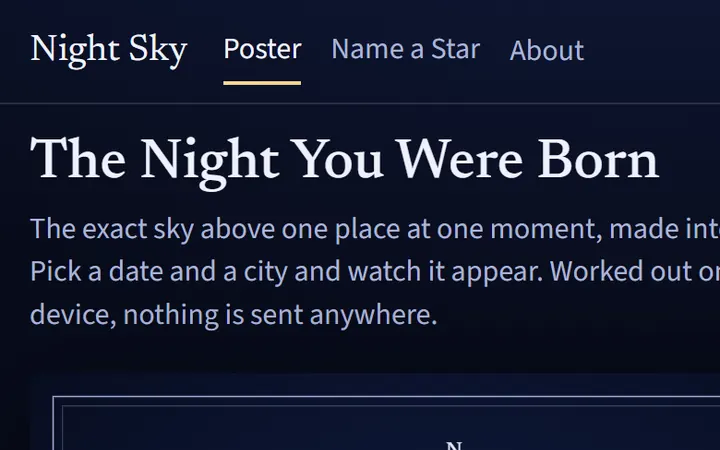 Night Sky Poster Name a Star About
The Night You Were Born
The exact sky above one place at one moment, made
Pick a date and a city and watch it appear. Worked out
device, nothing is sent anywhere.
N